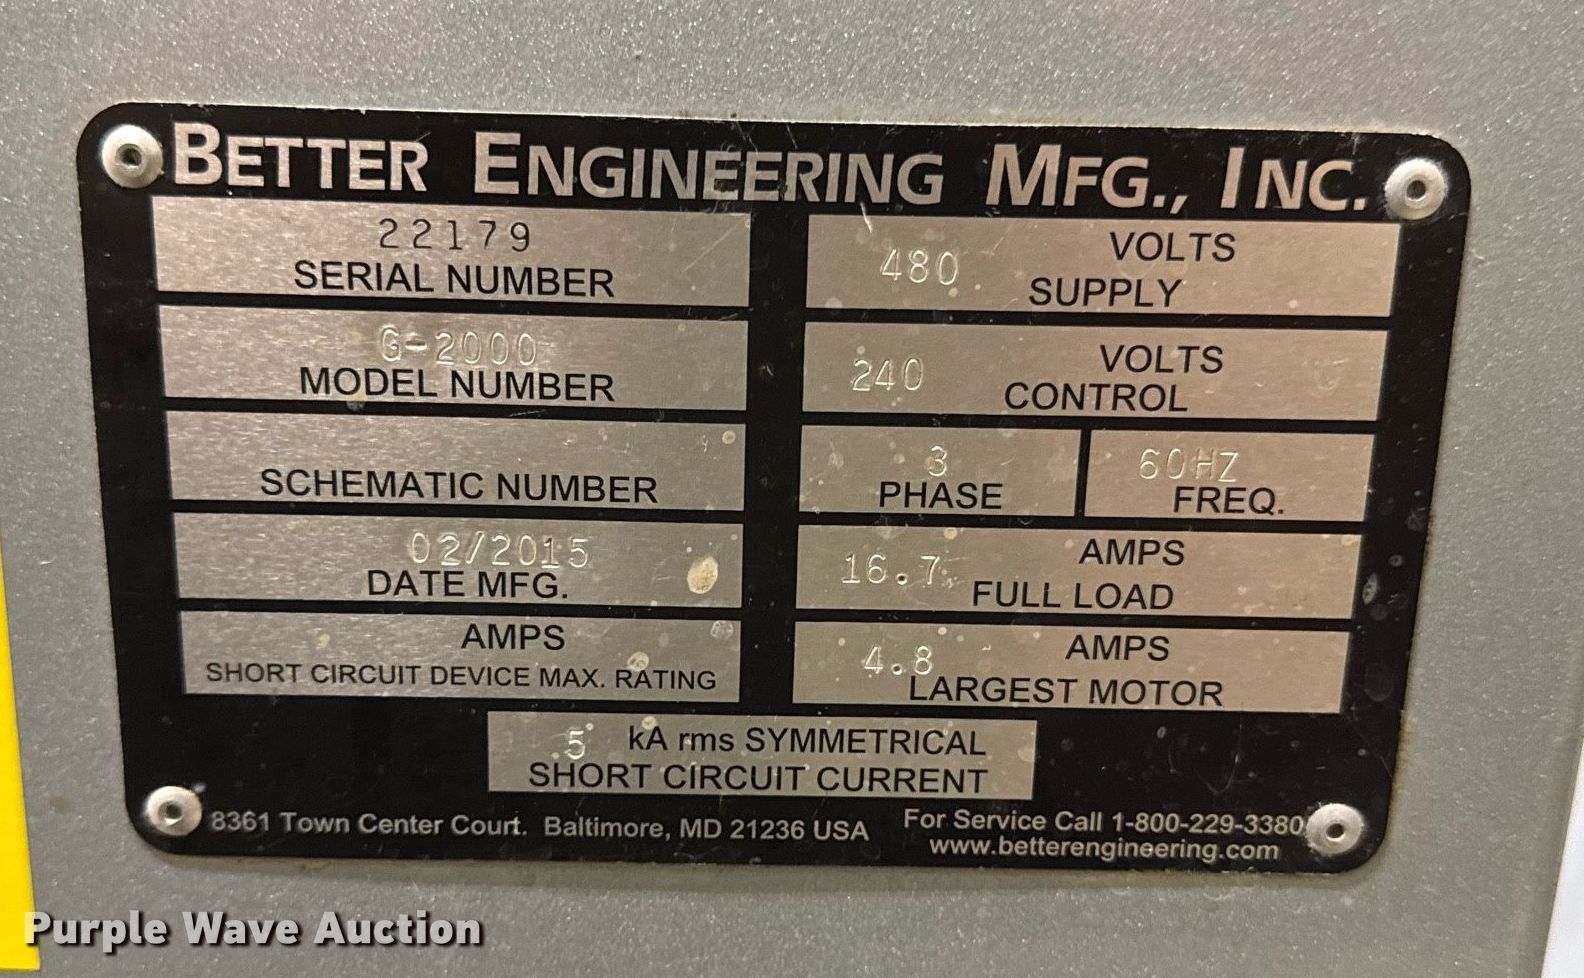 BETTER ENGINEERING MFG., INC.
22179
SERIAL NUMBER
480 VOLTS
SUPPLY
G-2000
MODEL NUMBER
240 VOLTS
CONTROL
SCHEMATIC NUMBER
3
PHASE
60HZ
FREQ.
02/2015
DATE MFG.
16.7 AMPS
FULL LOAD
AMPS
SHORT CIRCUIT DEVICE MAX. RATING
4.8 AMPS
LARGEST MOTOR
5 kA rms SYMMETRICAL
SHORT CIRCUIT CURRENT
8361 Town Center Court. Baltimore, MD 21236 USA
For Service Call 1-800-229-3380
www.betterengineering.com
Purple Wave Auction